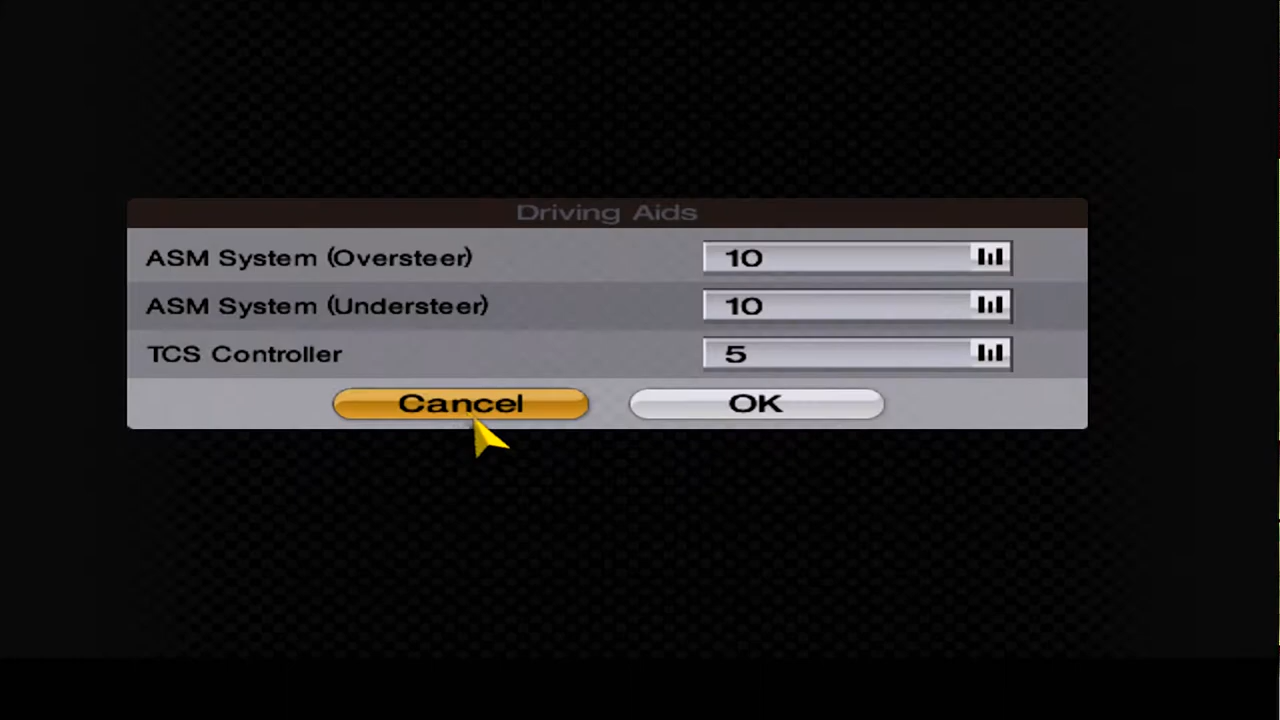 Driving Aids
ASM System (Oversteer) 10
ASM System (Understeer) 10
TCS Controller 5
Cancel OK